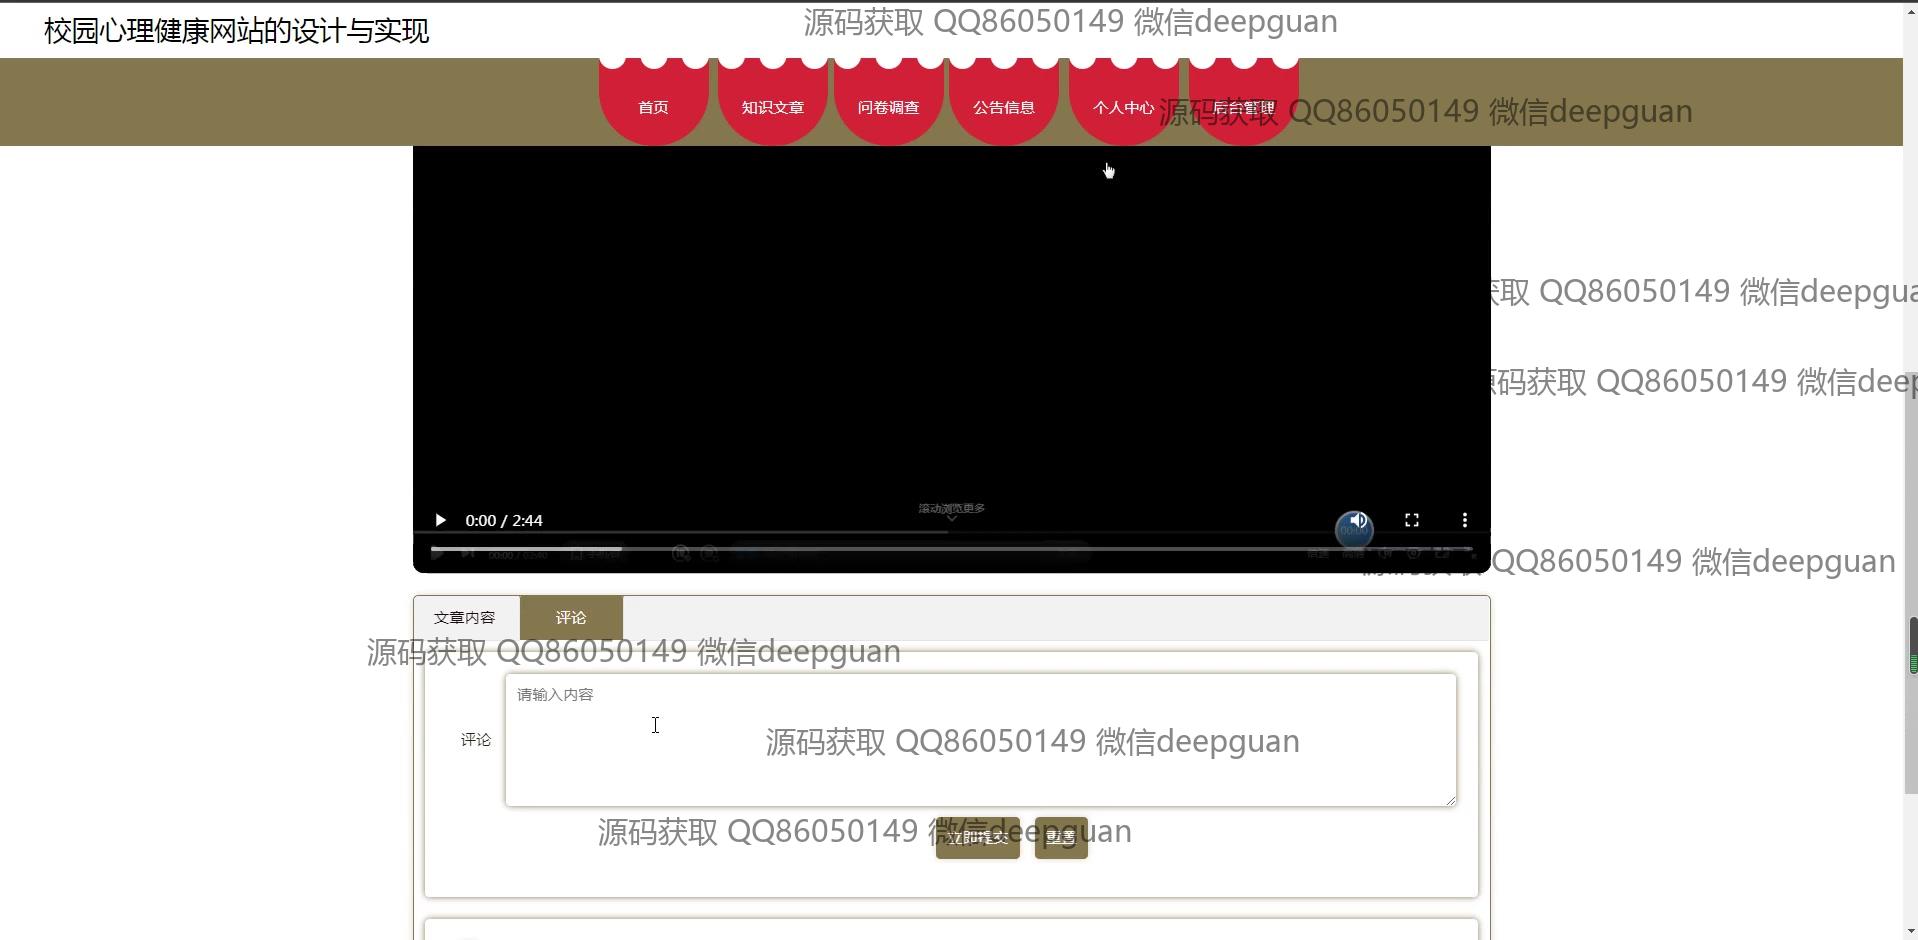 校园心理健康网站的设计与实现
源码获取 QQ86050149 微信deepguan
首页 知识文章 问卷调查 公告信息 个人中心 后台管理
源码获取 QQ86050149 微信deepguan
获取 QQ86050149 微信deepgua
源码获取 QQ86050149 微信deep
滚动浏览更多
0:00 / 2:44
00:00
倍速
QQ86050149 微信deepguan
文章内容 评论
源码获取 QQ86050149 微信deepguan
请输入内容
评论
源码获取 QQ86050149 微信deepguan
源码获取 QQ86050149 微信deepguan
立即提交 重置